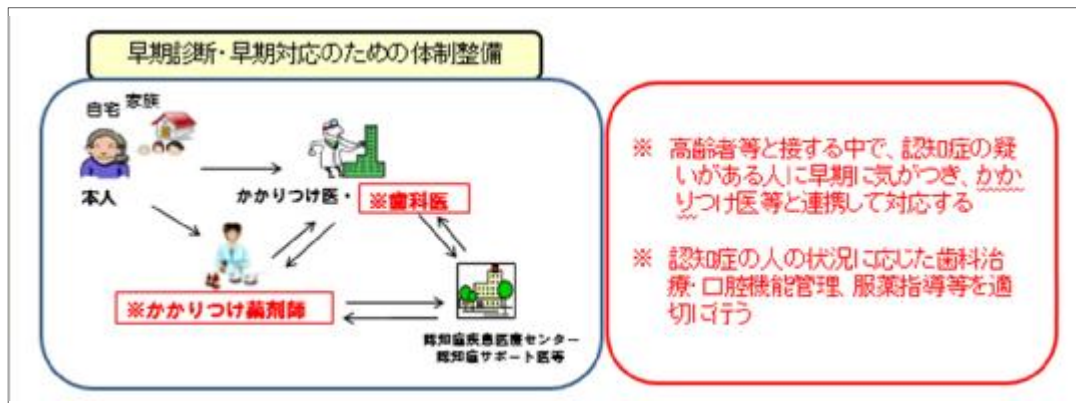 早期診断・早期対応のための体制整備
自宅 家族
本人
かかりつけ医・
※歯科医
※かかりつけ薬剤師
認知症疾患医療センター
認知症サポート医等
※ 高齢者等と接する中で、認知症の疑
いがある人に早期に気がつき、かか
りつけ医等と連携して対応する
※ 認知症の人の状況に応じた歯科治
療・口腔機能管理、服薬指導等を適
切に行う